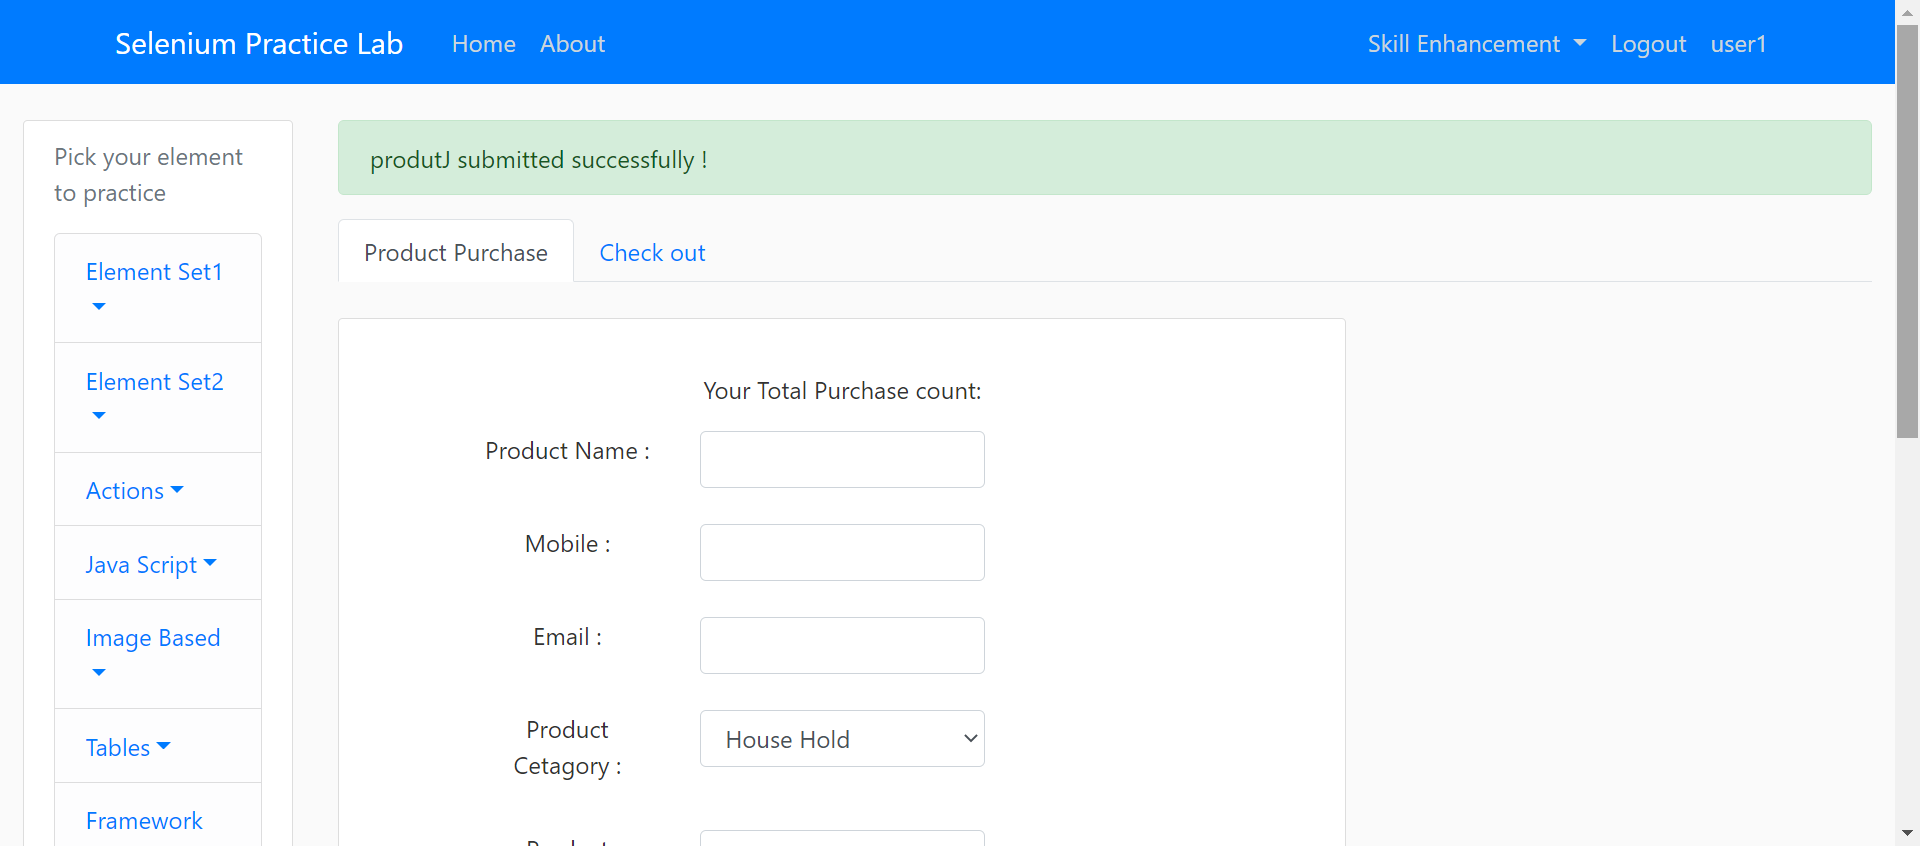 Selenium Practice Lab Home About Skill Enhancement Logout user1
Pick your element
to practice
Element Set1
Element Set2
Actions
Java Script
Image Based
Tables
Framework
produtJ submitted successfully !
Product Purchase Check out
Your Total Purchase count:
Product Name :
Mobile :
Email :
Product
Cetagory :
House Hold